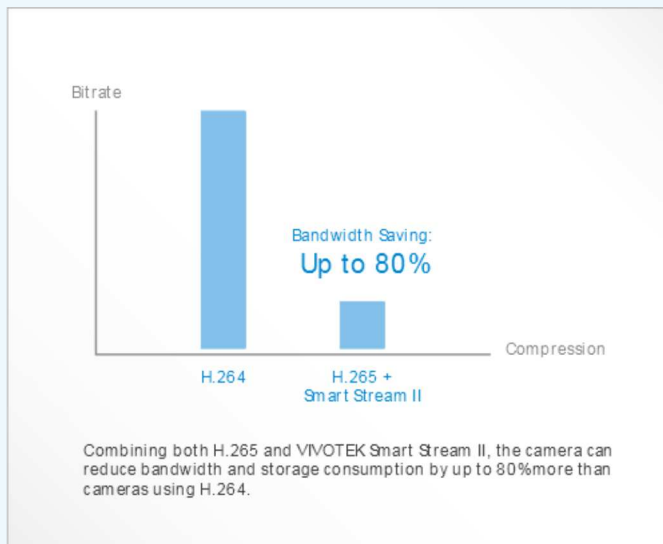 Bitrate
Bandwidth Saving:
Up to 80%
Compression
H.264
H.265 +
Smart Stream II
Combining both H.265 and VIVOTEK Smart Stream II, the camera can
reduce bandwidth and storage consumption by up to 80%more than
cameras using H.264.